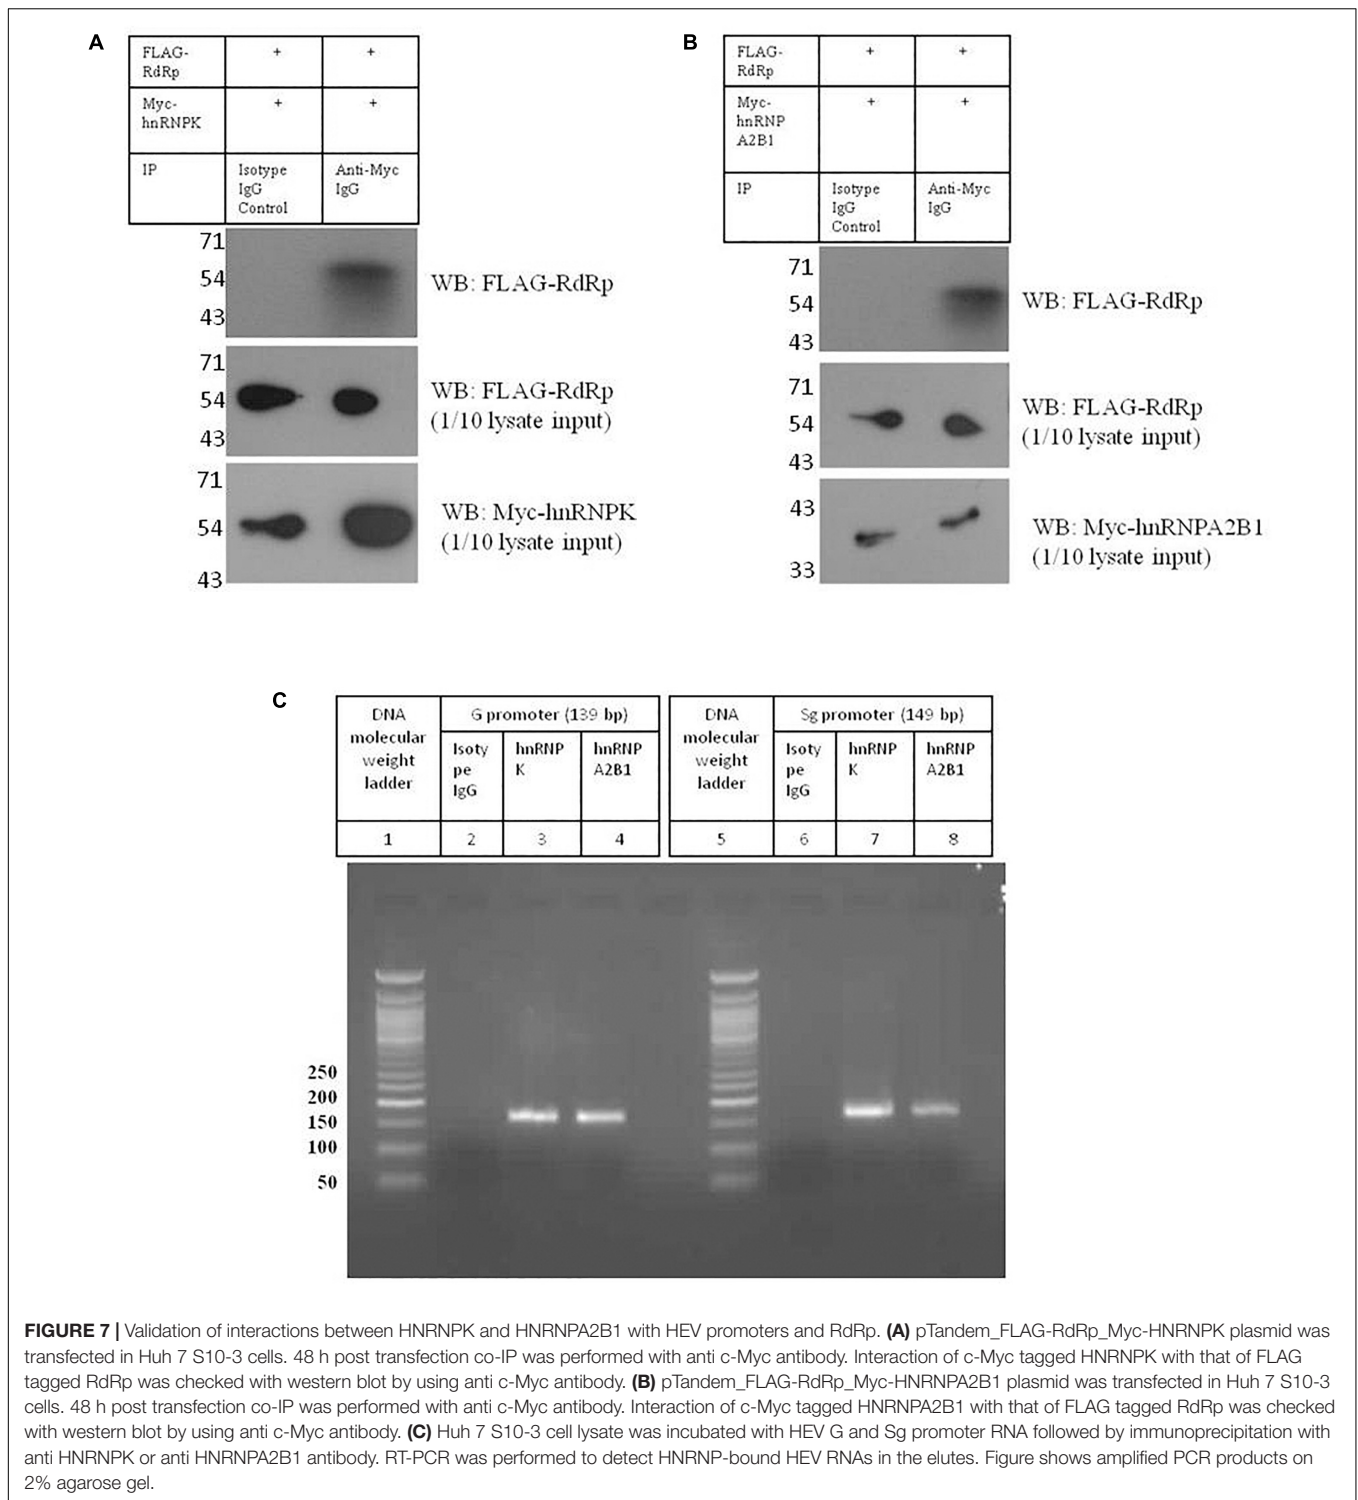 A
FLAG-
RdRp
+
+
Myc-
hnRNPK
+
+
IP
Isotype
IgG
Control
Anti-Myc
IgG
71
54
43
WB: FLAG-RdRp
71
54
43
WB: FLAG-RdRp
(1/10 lysate input)
71
54
43
WB: Myc-hnRNPK
(1/10 lysate input)
B
FLAG-
RdRp
+
+
Myc-
hnRNP
A2B1
+
+
IP
Isotype
IgG
Control
Anti-Myc
IgG
71
54
43
WB: FLAG-RdRp
71
54
43
WB: FLAG-RdRp
(1/10 lysate input)
43
33
WB: Myc-hnRNPA2B1
(1/10 lysate input)
C
DNA
molecular
weight
ladder
G promoter (139 bp)
Isoty
pe
IgG
hnRNP
K
hnRNP
A2B1
1
2
3
4
DNA
molecular
weight
ladder
Sg promoter (149 bp)
Isoty
pe
IgG
hnRNP
K
hnRNP
A2B1
5
6
7
8
250
200
150
100
50
FIGURE 7 | Validation of interactions between HNRNPK and HNRNPA2B1 with HEV promoters and RdRp. (A) pTandem_FLAG-RdRp_Myc-HNRNPK plasmid was
transfected in Huh 7 S10-3 cells. 48 h post transfection co-IP was performed with anti c-Myc antibody. Interaction of c-Myc tagged HNRNPK with that of FLAG
tagged RdRp was checked with western blot by using anti c-Myc antibody. (B) pTandem_FLAG-RdRp_Myc-HNRNPA2B1 plasmid was transfected in Huh 7 S10-3
cells. 48 h post transfection co-IP was performed with anti c-Myc antibody. Interaction of c-Myc tagged HNRNPA2B1 with that of FLAG tagged RdRp was checked
with western blot by using anti c-Myc antibody. (C) Huh 7 S10-3 cell lysate was incubated with HEV G and Sg promoter RNA followed by immunoprecipitation with
anti HNRNPK or anti HNRNPA2B1 antibody. RT-PCR was performed to detect HNRNP-bound HEV RNAs in the elutes. Figure shows amplified PCR products on
2% agarose gel.